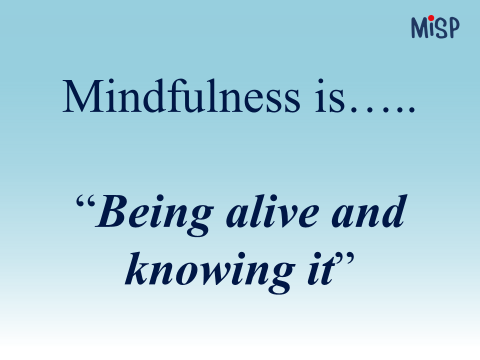 MiSP
Mindfulness is…..
“Being alive and
knowing it”